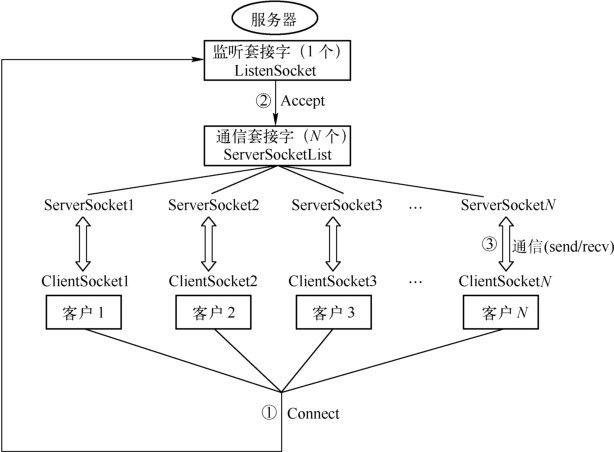 服务器
监听套接字（1 个）
ListenSocket
② Accept
通信套接字（N 个）
ServerSocketList
ServerSocket1 ServerSocket2 ServerSocket3 … ServerSocketN
③ 通信(send/recv)
ClientSocket1 ClientSocket2 ClientSocket3 … ClientSocketN
客户 1 客户 2 客户 3 客户 N
① Connect